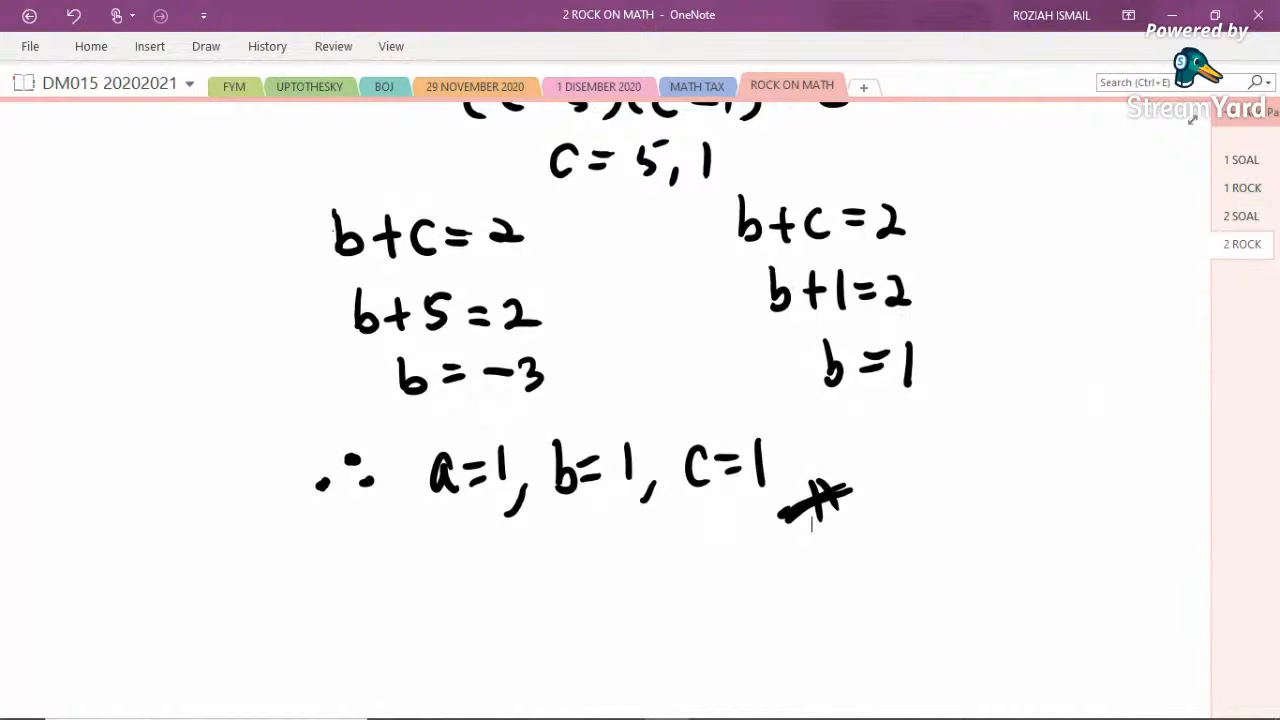 2 ROCK ON MATH - OneNote
ROZIAH ISMAIL
Powered by
File Home Insert Draw History Review View
DM015 20202021
FYM UPTOTHESKY BOJ 29 NOVEMBER 2020 1 DISEMBER 2020 MATH TAX ROCK ON MATH +
Search (Ctrl+E)
StreamYard
Pa
1 SOAL
1 ROCK
2 SOAL
2 ROCK
c = 5, 1
b + c = 2
b + c = 2
b + 5 = 2
b + 1 = 2
b = -3
b = 1
∴ a = 1, b = 1, c = 1